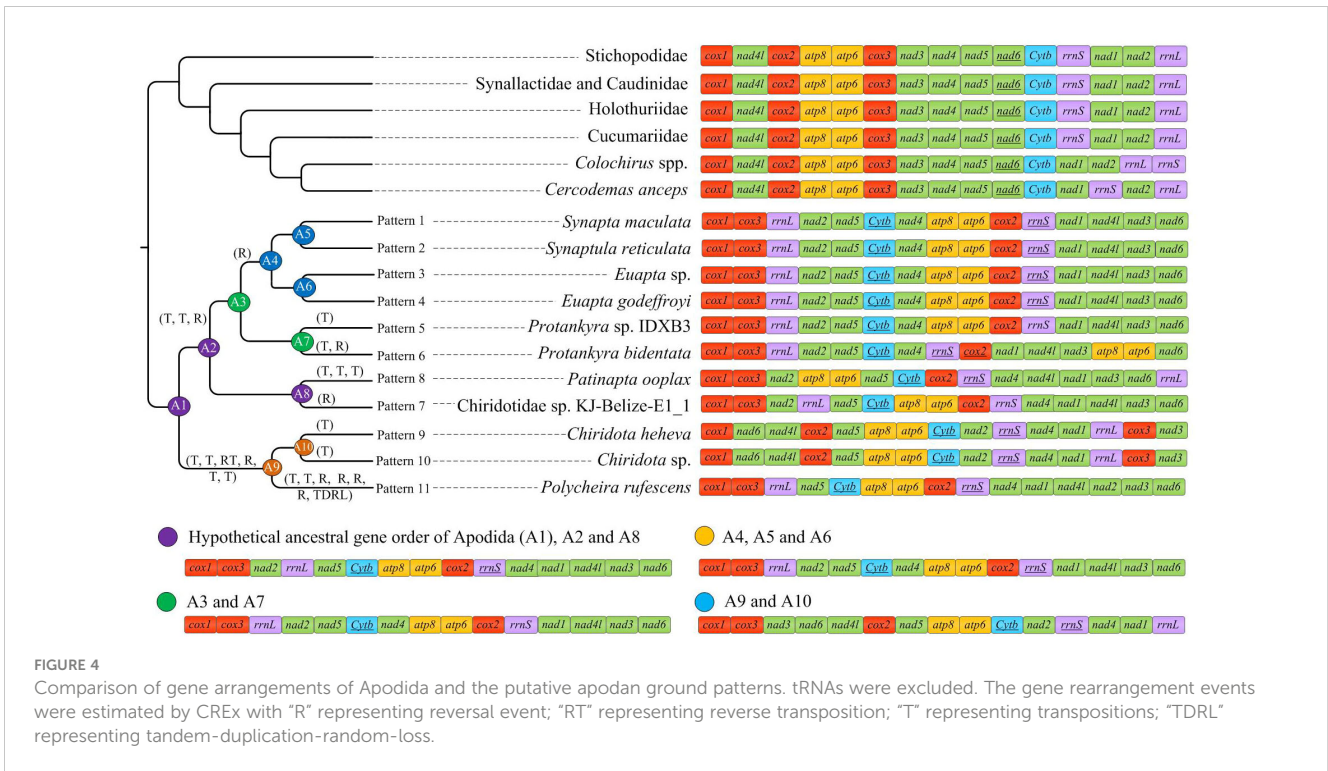 Stichopodidae cox1 nad4l cox2 atp8 atp6 cox3 nad3 nad4 nad5 nad6 Cytb rrnS nad1 nad2 rrnL
Synallactidae and Caudinidae cox1 nad4l cox2 atp8 atp6 cox3 nad3 nad4 nad5 nad6 Cytb rrnS nad1 nad2 rrnL
Holothuriidae cox1 nad4l cox2 atp8 atp6 cox3 nad3 nad4 nad5 nad6 Cytb rrnS nad1 nad2 rrnL
Cucumariidae cox1 nad4l cox2 atp8 atp6 cox3 nad3 nad4 nad5 nad6 Cytb rrnS nad1 nad2 rrnL
Colochirus spp. cox1 nad4l cox2 atp8 atp6 cox3 nad3 nad4 nad5 nad6 Cytb nad1 nad2 rrnL rrnS
Cercodemas anceps cox1 nad4l cox2 atp8 atp6 cox3 nad3 nad4 nad5 nad6 Cytb nad1 rrnS nad2 rrnL
Pattern 1 Synapta maculata cox1 cox3 rrnL nad2 nad5 Cytb nad4 atp8 atp6 cox2 rrnS nad1 nad4l nad3 nad6
A5
Pattern 2 Synaptula reticulata cox1 cox3 rrnL nad2 nad5 Cytb nad4 atp8 atp6 cox2 rrnS nad1 nad4l nad3 nad6
(R) A4
Pattern 3 Euapta sp. cox1 cox3 rrnL nad2 nad5 Cytb nad4 atp8 atp6 cox2 rrnS nad1 nad4l nad3 nad6
A6
Pattern 4 Euapta godeffroyi cox1 cox3 rrnL nad2 nad5 Cytb nad4 atp8 atp6 cox2 rrnS nad1 nad4l nad3 nad6
A3
(T, T, R) (T) Pattern 5 Protankyra sp. IDXB3 cox1 cox3 rrnL nad2 nad5 Cytb nad4 atp8 atp6 cox2 rrnS nad1 nad4l nad3 nad6
A2 A7
(T, R) Pattern 6 Protankyra bidentata cox1 cox3 rrnL nad2 nad5 Cytb nad4 rrnS cox2 nad1 nad4l nad3 atp8 atp6 nad6
(T, T, T) Pattern 8 Patinapta ooplax cox1 cox3 nad2 atp8 atp6 nad5 Cytb cox2 rrnS nad4 nad4l nad1 nad3 nad6 rrnL
A8
A1 (R) Pattern 7 Chiridotidae sp. KJ-Belize-E1_1 cox1 cox3 nad2 rrnL nad5 Cytb atp8 atp6 cox2 rrnS nad4 nad1 nad4l nad3 nad6
(T) Pattern 9 Chiridota heheva cox1 nad6 nad4l cox2 nad5 atp8 atp6 Cytb nad2 rrnS nad4 nad1 rrnL cox3 nad3
A10
(T, T, RT, R, T, T) A9 (T) Pattern 10 Chiridota sp. cox1 nad6 nad4l cox2 nad5 atp8 atp6 Cytb nad2 rrnS nad4 nad1 rrnL cox3 nad3
(T, T, R, R, R, R, TDRL) Pattern 11 Polycheira rufescens cox1 cox3 rrnL nad5 Cytb atp8 atp6 cox2 rrnS nad4 nad1 nad4l nad2 nad3 nad6
Hypothetical ancestral gene order of Apodida (A1), A2 and A8
cox1 cox3 nad2 rrnL nad5 Cytb atp8 atp6 cox2 rrnS nad4 nad1 nad4l nad3 nad6
A4, A5 and A6
cox1 cox3 rrnL nad2 nad5 Cytb nad4 atp8 atp6 cox2 rrnS nad1 nad4l nad3 nad6
A3 and A7
cox1 cox3 rrnL nad2 nad5 Cytb nad4 atp8 atp6 cox2 rrnS nad1 nad4l nad3 nad6
A9 and A10
cox1 cox3 nad3 nad6 nad4l cox2 nad5 atp8 atp6 Cytb nad2 rrnS nad4 nad1 rrnL
FIGURE 4
Comparison of gene arrangements of Apodida and the putative apodan ground patterns. tRNAs were excluded. The gene rearrangement events
were estimated by CREx with "R" representing reversal event; "RT" representing reverse transposition; "T" representing transpositions; "TDRL"
representing tandem-duplication-random-loss.